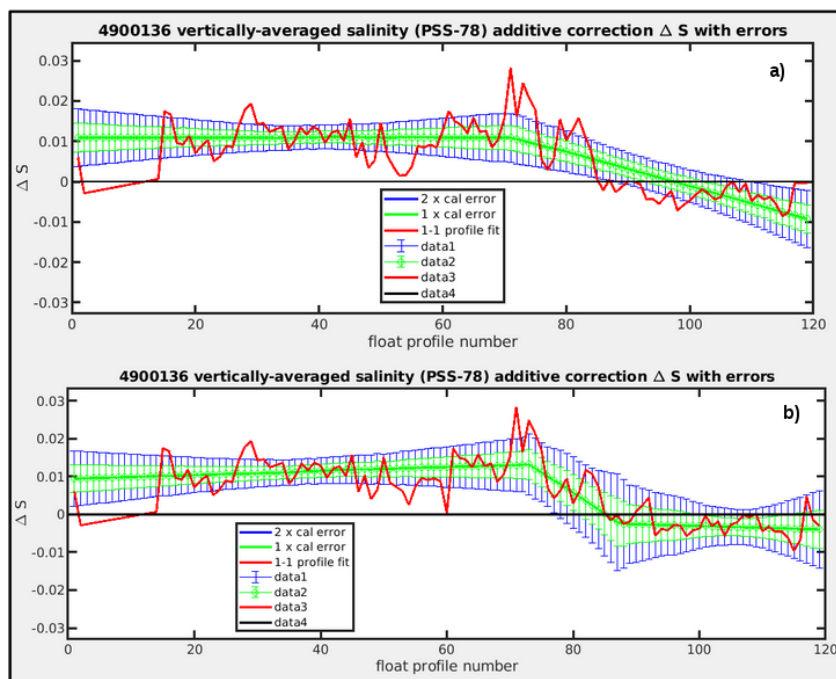 4900136 vertically-averaged salinity (PSS-78) additive correction Δ S with errors
a)
0.03
0.02
0.01
0
-0.01
-0.02
-0.03
Δ S
2 x cal error
1 x cal error
1-1 profile fit
data1
data2
data3
data4
0 20 40 60 80 100 120
float profile number
4900136 vertically-averaged salinity (PSS-78) additive correction Δ S with errors
b)
0.03
0.02
0.01
0
-0.01
-0.02
-0.03
Δ S
2 x cal error
1 x cal error
1-1 profile fit
data1
data2
data3
data4
0 20 40 60 80 100 120
float profile number